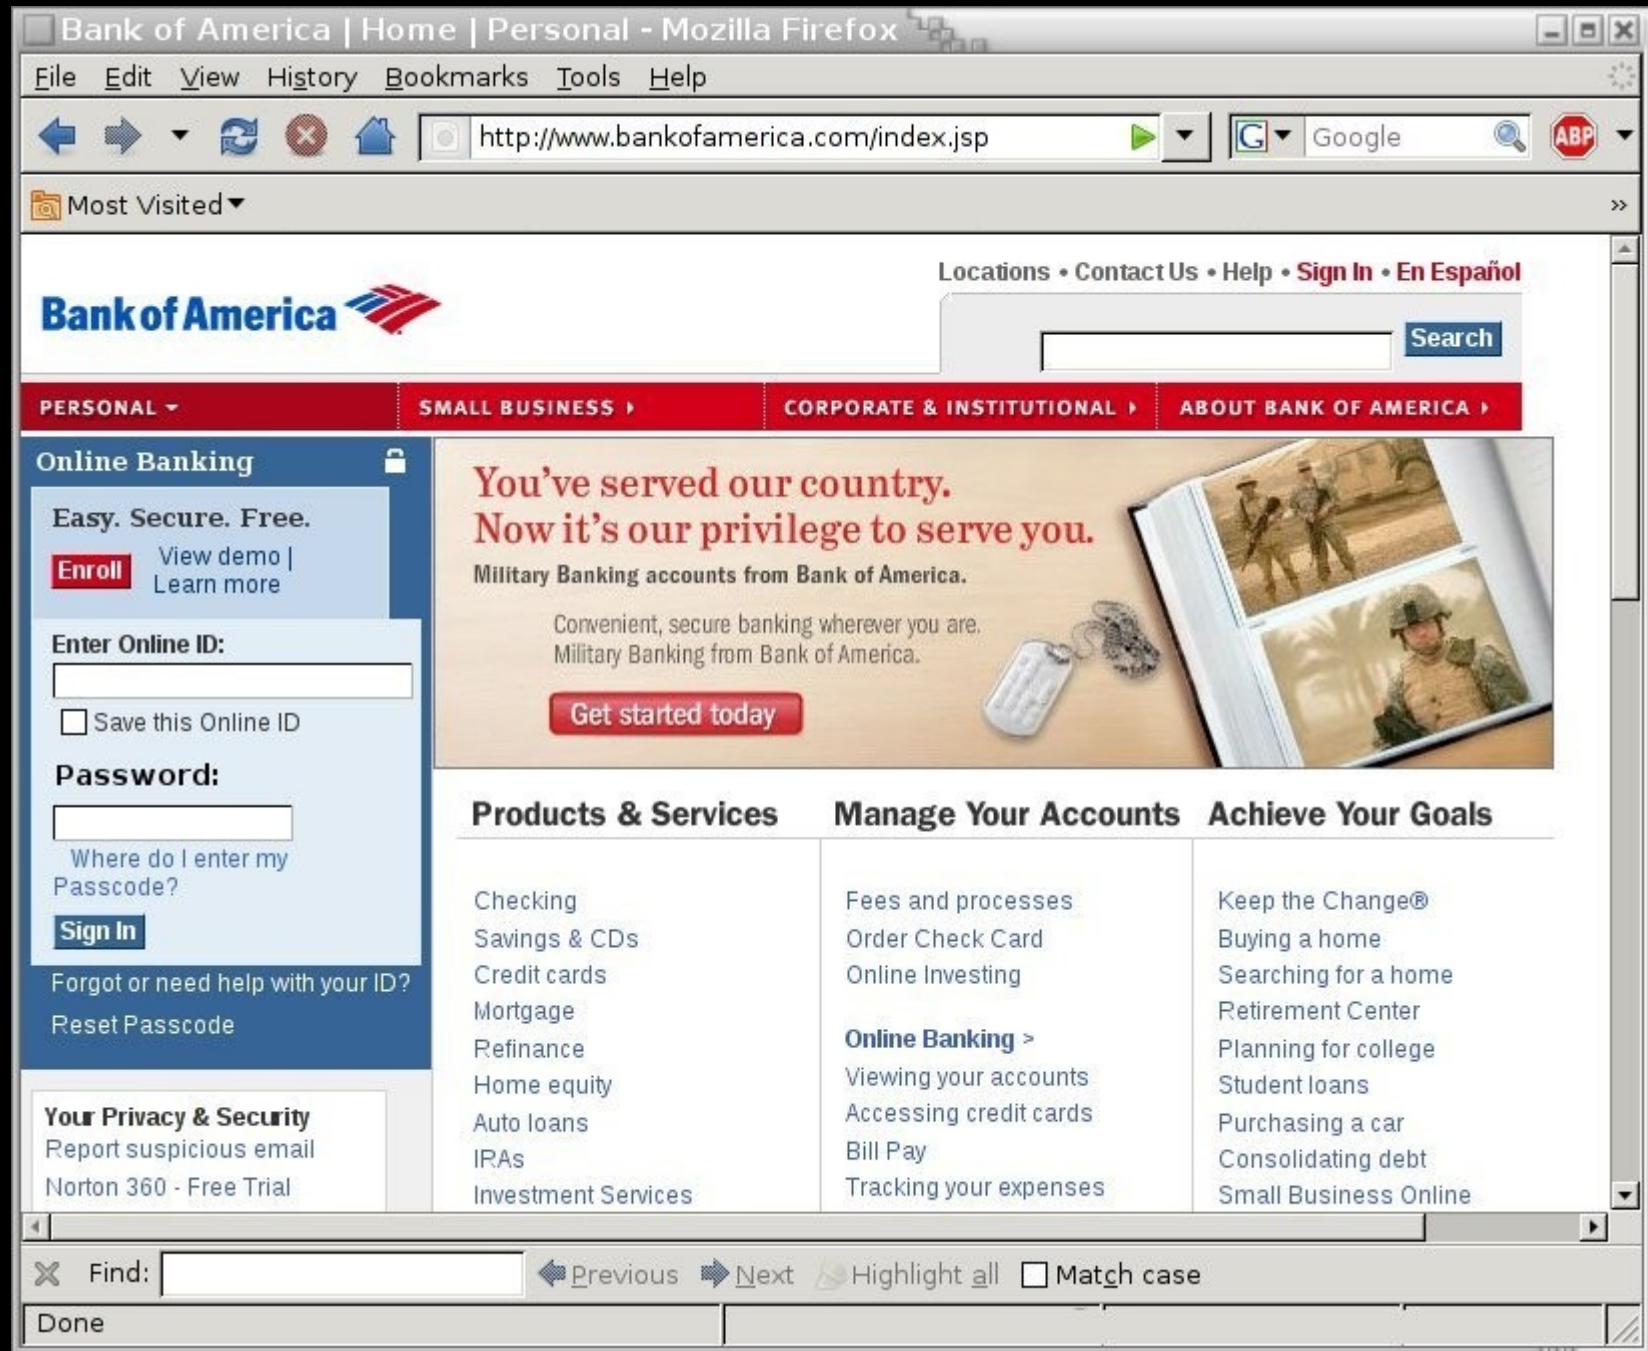 Bank of America | Home | Personal - Mozilla Firefox
File Edit View History Bookmarks Tools Help
http://www.bankofamerica.com/index.jsp
G Google ABP
Most Visited
»
Locations • Contact Us • Help • Sign In • En Español
Bank of America
Search
PERSONAL SMALL BUSINESS CORPORATE & INSTITUTIONAL ABOUT BANK OF AMERICA
Online Banking
Easy. Secure. Free.
Enroll
View demo |
Learn more
Enter Online ID:
Save this Online ID
Password:
Where do I enter my
Passcode?
Sign In
Forgot or need help with your ID?
Reset Passcode
Your Privacy & Security
Report suspicious email
Norton 360 - Free Trial
You've served our country.
Now it's our privilege to serve you.
Military Banking accounts from Bank of America.
Convenient, secure banking wherever you are.
Military Banking from Bank of America.
Get started today
Products & Services
Checking
Savings & CDs
Credit cards
Mortgage
Refinance
Home equity
Auto loans
IRAs
Investment Services
Manage Your Accounts
Fees and processes
Order Check Card
Online Investing
Online Banking >
Viewing your accounts
Accessing credit cards
Bill Pay
Tracking your expenses
Achieve Your Goals
Keep the Change®
Buying a home
Searching for a home
Retirement Center
Planning for college
Student loans
Purchasing a car
Consolidating debt
Small Business Online
Find: Previous Next Highlight all Match case
Done